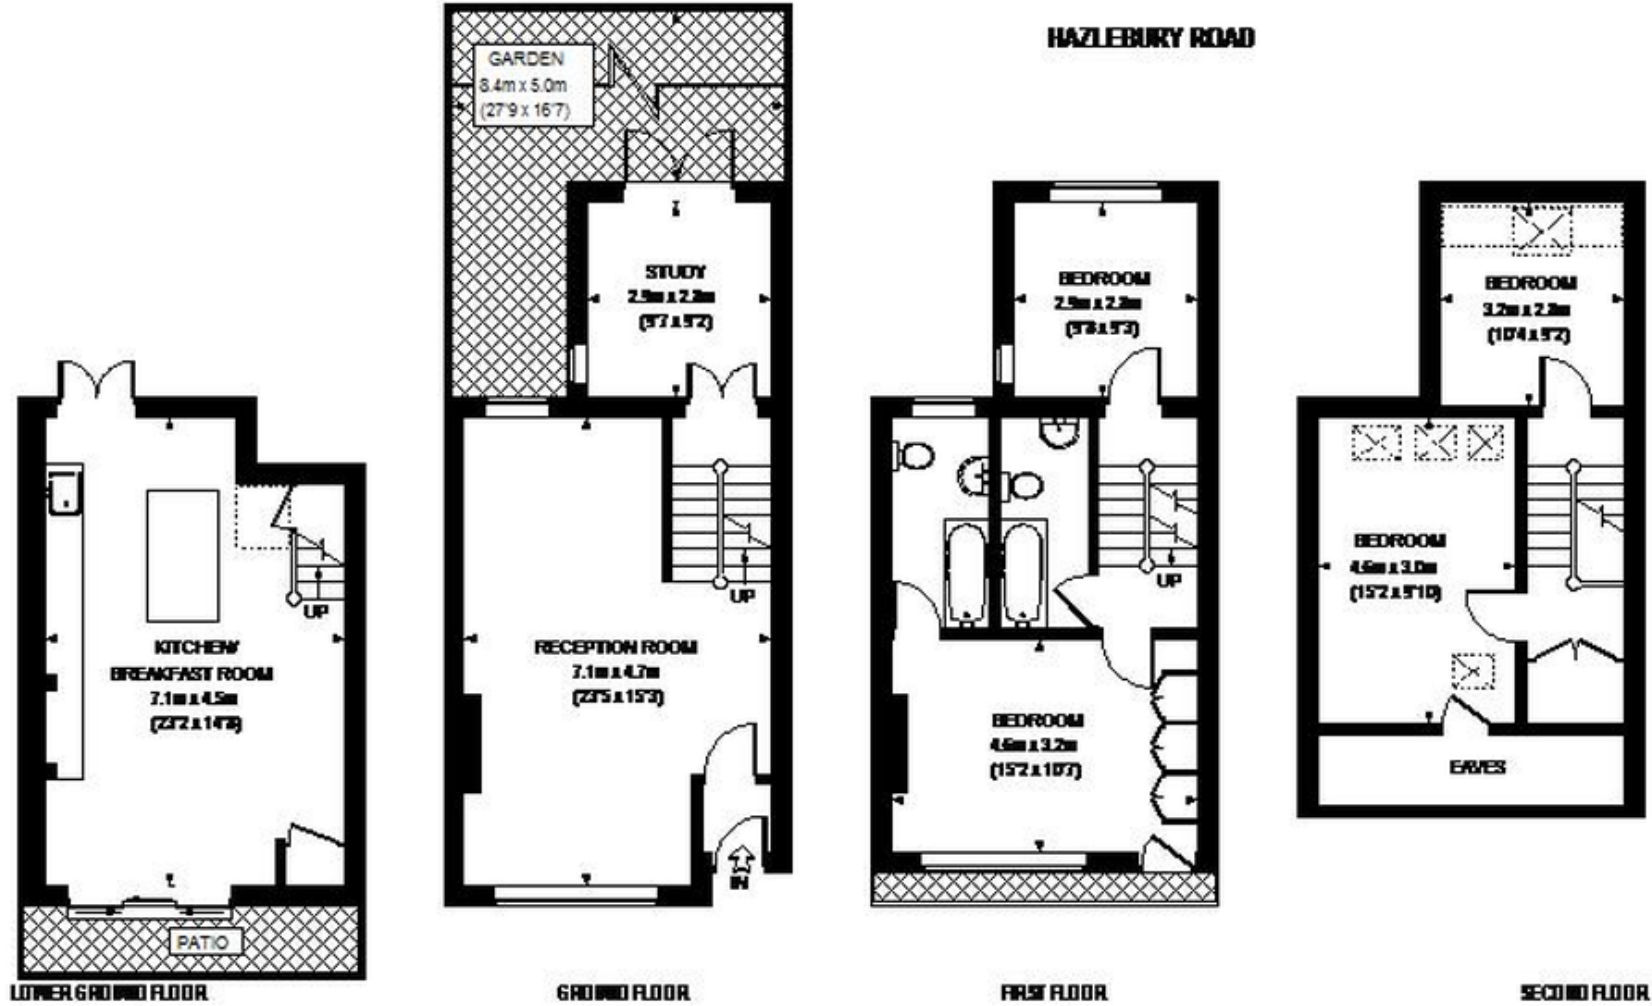 HAZLEBURY ROAD
GARDEN
8.4m x 5.0m
(27'9 x 16'7)
STUDY
2.9m x 2.8m
(9'7 x 9'2)
BEDROOM
2.9m x 2.8m
(9'8 x 9'3)
BEDROOM
3.2m x 2.8m
(10'4 x 9'2)
UP
KITCHEN/
BREAKFAST ROOM
7.1m x 4.5m
(23'2 x 14'8)
UP
RECEPTION ROOM
7.1m x 4.7m
(23'5 x 15'3)
IN
UP
BEDROOM
4.6m x 3.2m
(15'2 x 10'7)
BEDROOM
4.6m x 3.0m
(15'2 x 9'10)
EAVES
PATIO
LOWER GROUND FLOOR
GROUND FLOOR
FIRST FLOOR
SECOND FLOOR